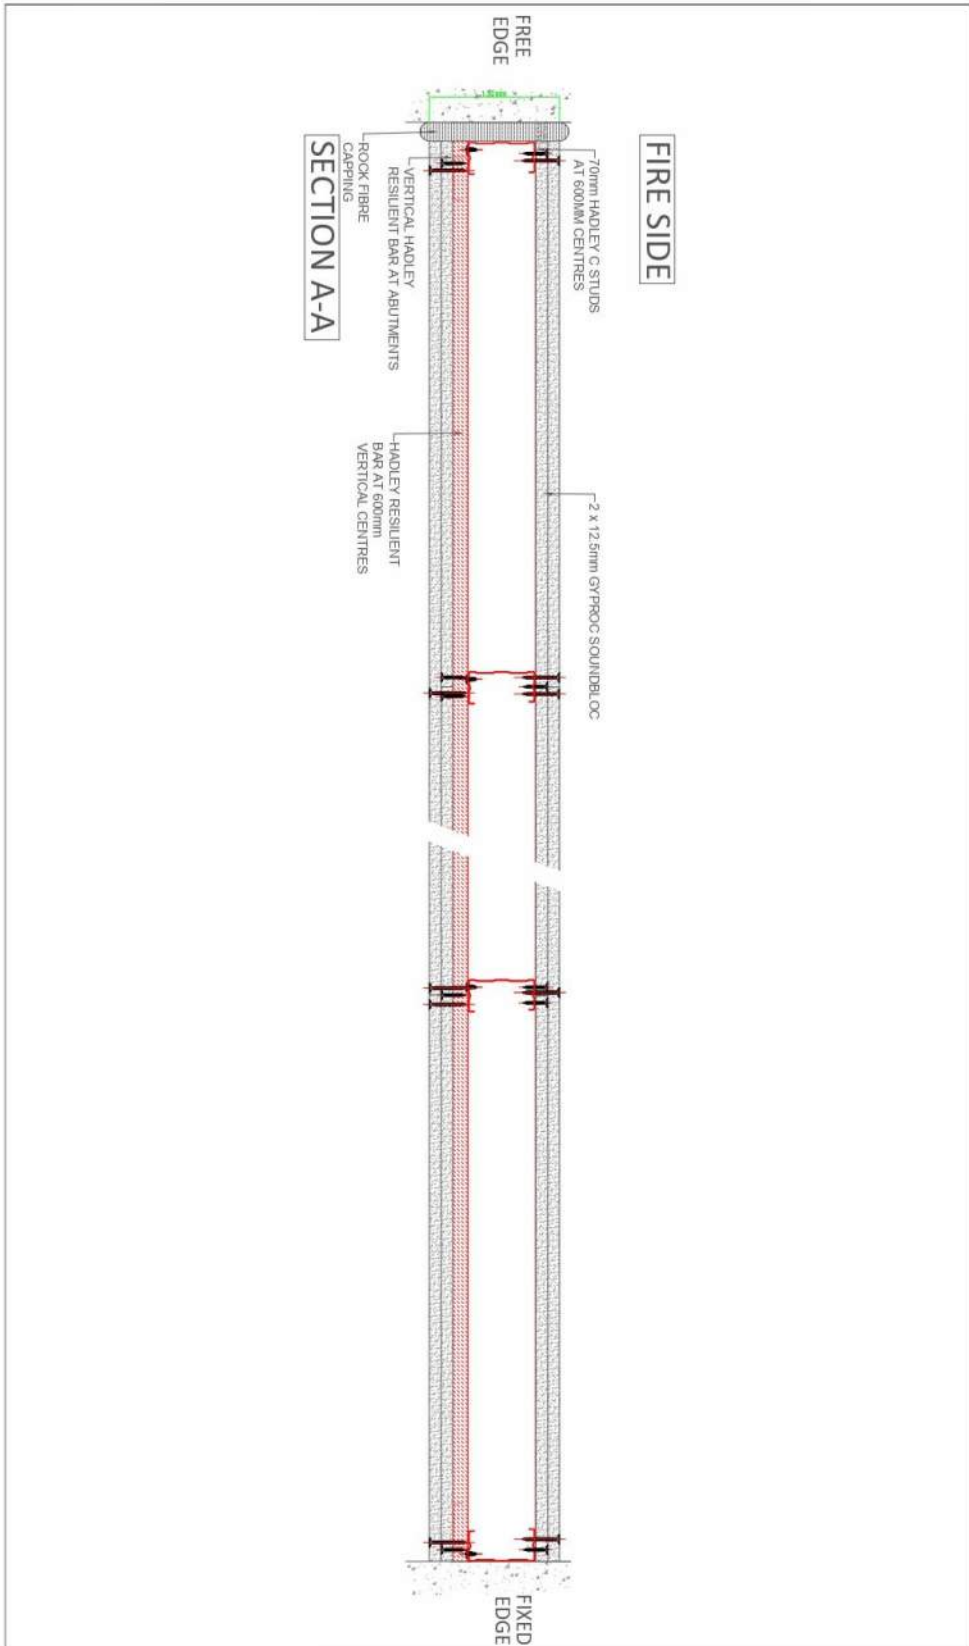 FREE
EDGE
FIRE SIDE
70mm HADLEY C STUDS
AT 600MM CENTRES
2 x 12.5mm GYPROC SOUNDBLOC
ROCK FIBRE
CAPPING
VERTICAL HADLEY
RESILIENT BAR AT ABUTMENTS
HADLEY RESILIENT
BAR AT 600mm
VERTICAL CENTRES
SECTION A-A
FIXED
EDGE